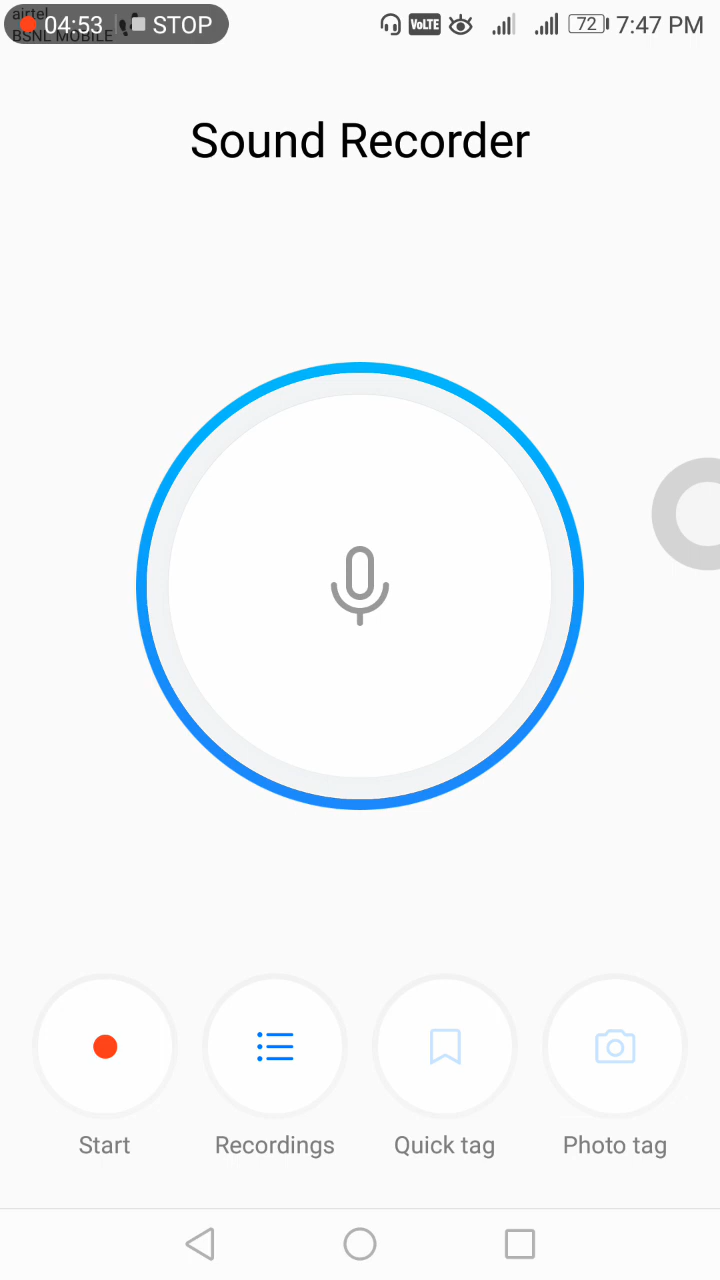 airtel
BSNL MOBILE
04:53 STOP
VoLTE 72 7:47 PM
Sound Recorder
Start Recordings Quick tag Photo tag